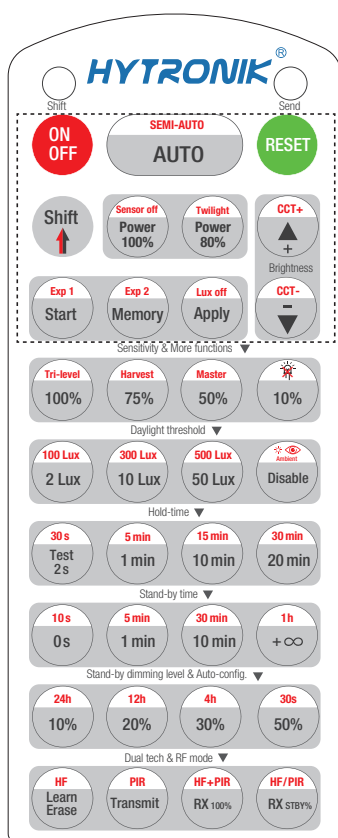 HYTRONIK®
Shift Send
ON
OFF
SEMI-AUTO
AUTO
RESET
Shift
Sensor off
Power
100%
Twilight
Power
80%
CCT+
+
Brightness
Exp 1
Start
Exp 2
Memory
Lux off
Apply
CCT-
-
Sensitivity & More functions ▼
Tri-level Harvest Master
100% 75% 50% 10%
Daylight threshold ▼
100 Lux 300 Lux 500 Lux Ambient
2 Lux 10 Lux 50 Lux Disable
Hold-time ▼
30 s 5 min 15 min 30 min
Test
2 s
1 min 10 min 20 min
Stand-by time ▼
10 s 5 min 30 min 1h
0 s 1 min 10 min +∞
Stand-by dimming level & Auto-config. ▼
24h 12h 4h 30s
10% 20% 30% 50%
Dual tech & RF mode ▼
HF PIR HF+PIR HF/PIR
Learn
Erase
Transmit RX 100% RX STBY%